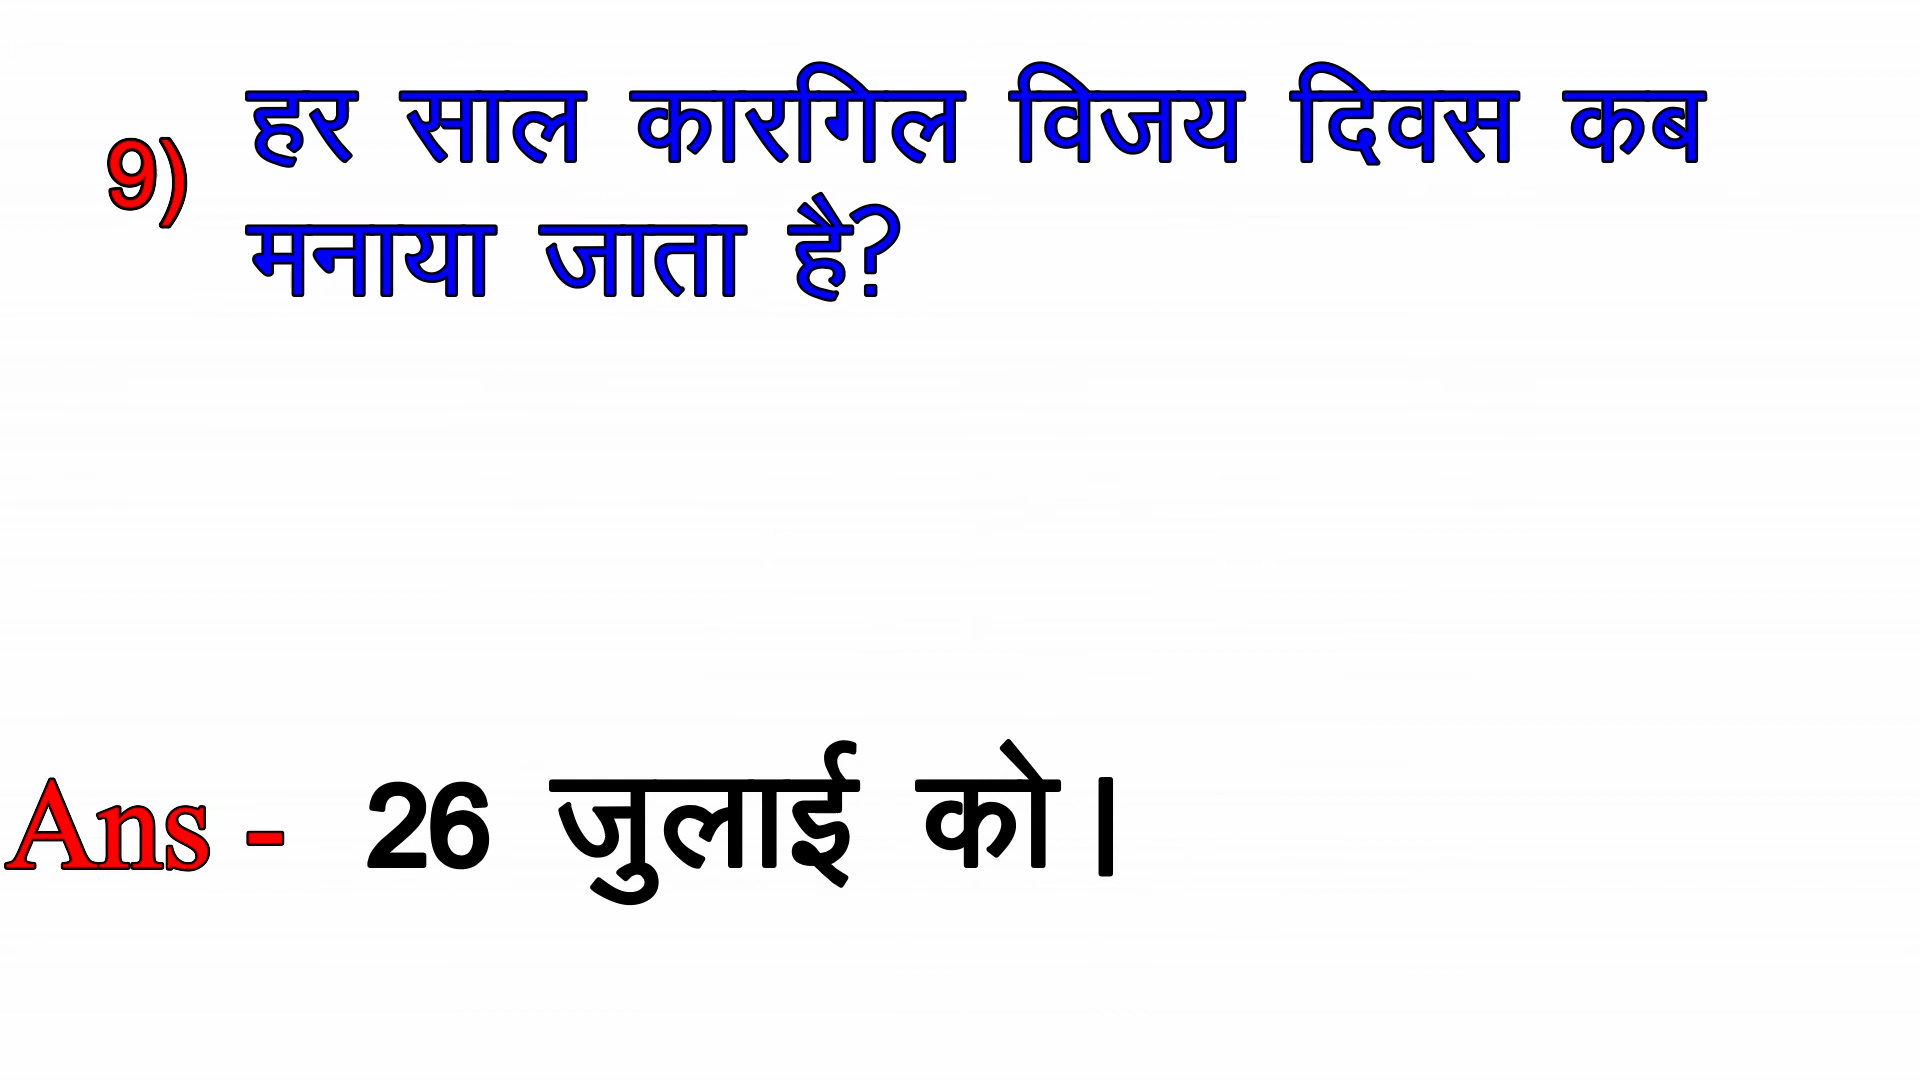 9) हर साल कारगिल विजय दिवस कब
मनाया जाता है?
Ans - 26 जुलाई को।